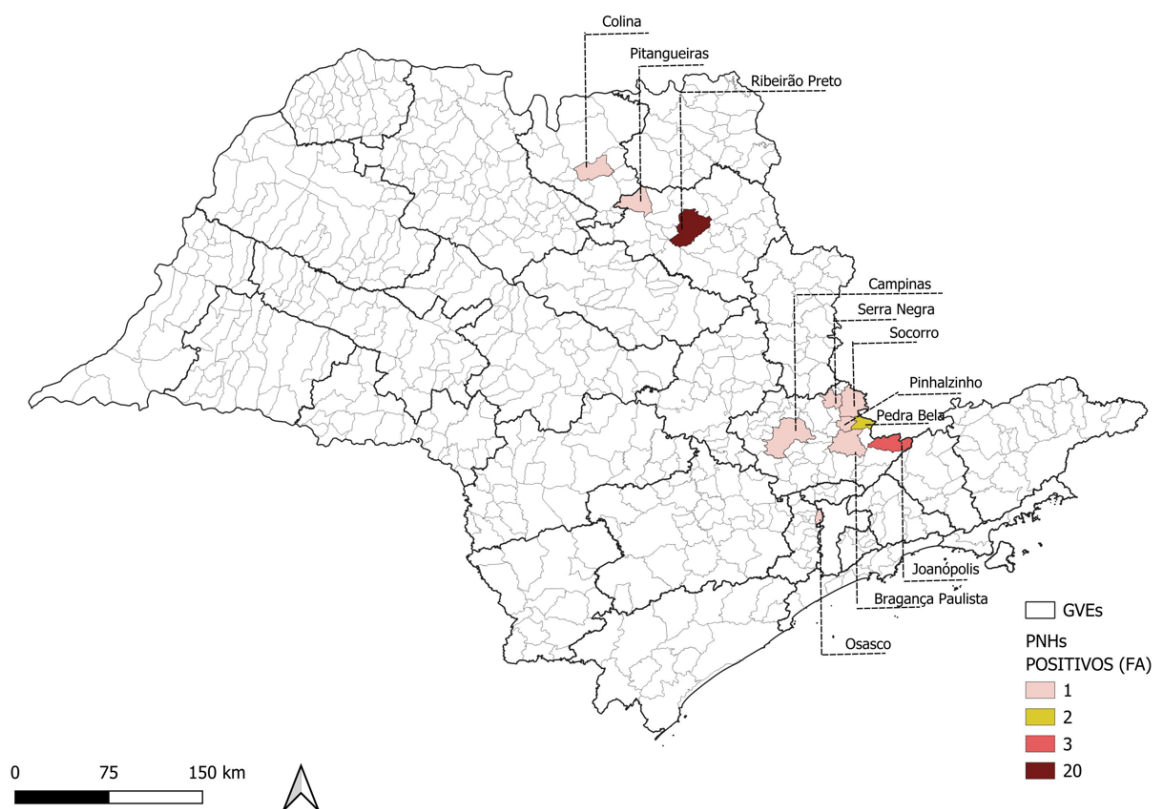 Colina
Pitangueiras
Ribeirão Preto
Campinas
Serra Negra
Socorro
Pinhalzinho
Pedra Bela
Joanópolis
Bragança Paulista
Osasco
GVEs
PNHs
POSITIVOS (FA)
1
2
3
20
0 75 150 km